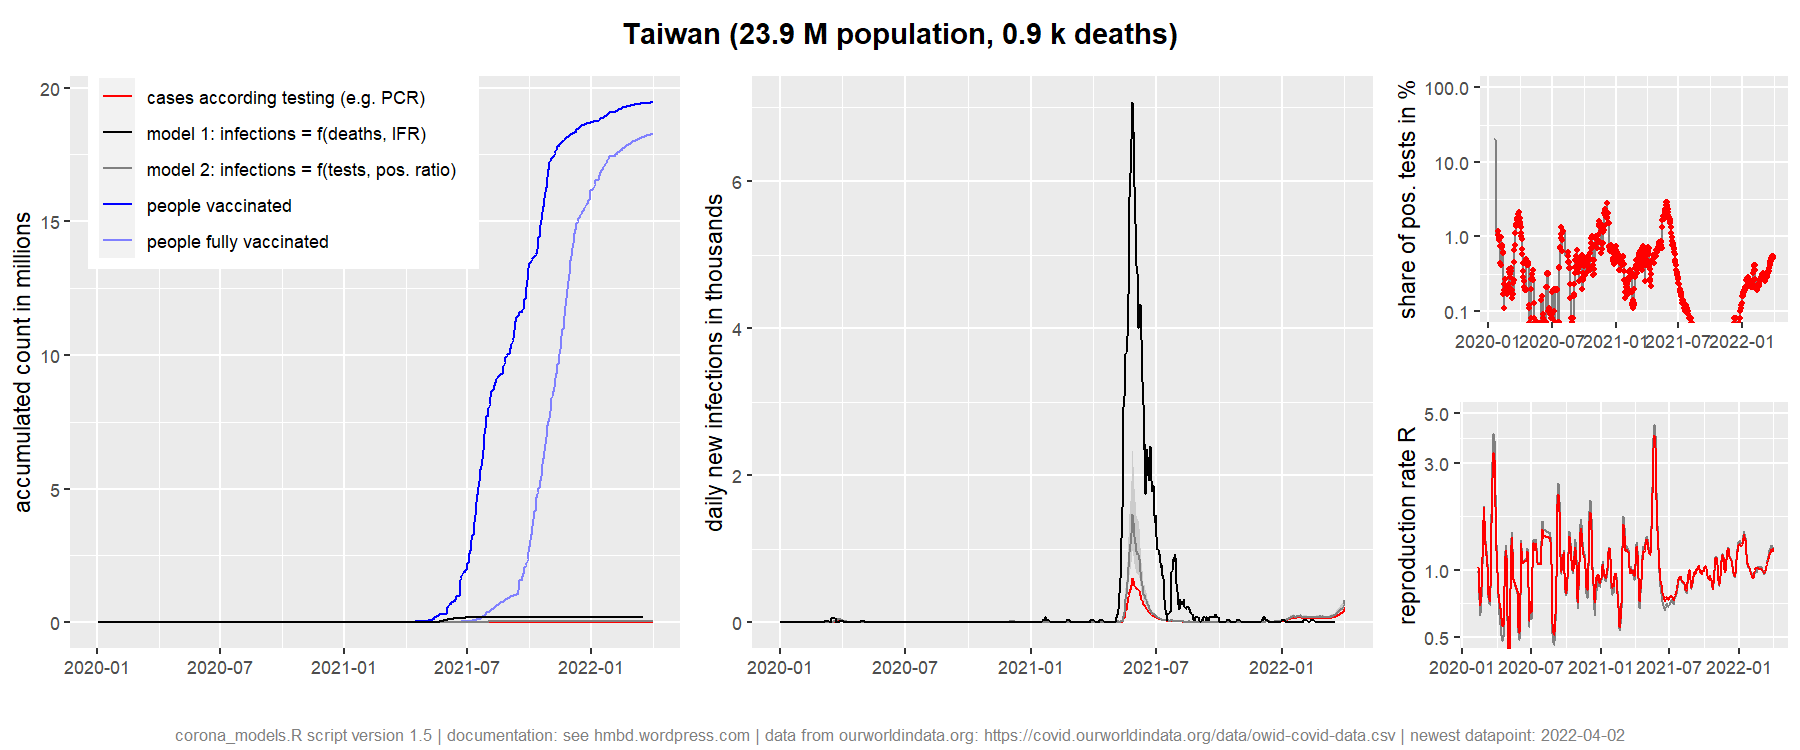 Taiwan (23.9 M population, 0.9 k deaths)
accumulated count in millions
20
15
10
5
0
cases according testing (e.g. PCR)
model 1: infections = f(deaths, IFR)
model 2: infections = f(tests, pos. ratio)
people vaccinated
people fully vaccinated
2020-01 2020-07 2021-01 2021-07 2022-01
daily new infections in thousands
6
4
2
0
2020-01 2020-07 2021-01 2021-07 2022-01
share of pos. tests in %
100.0
10.0
1.0
0.1
2020-01 2020-07 2021-01 2021-07 2022-01
reproduction rate R
5.0
3.0
1.0
0.5
2020-01 2020-07 2021-01 2021-07 2022-01
corona_models.R script version 1.5 | documentation: see hmbd.wordpress.com | data from ourworldindata.org: https://covid.ourworldindata.org/data/owid-covid-data.csv | newest datapoint: 2022-04-02